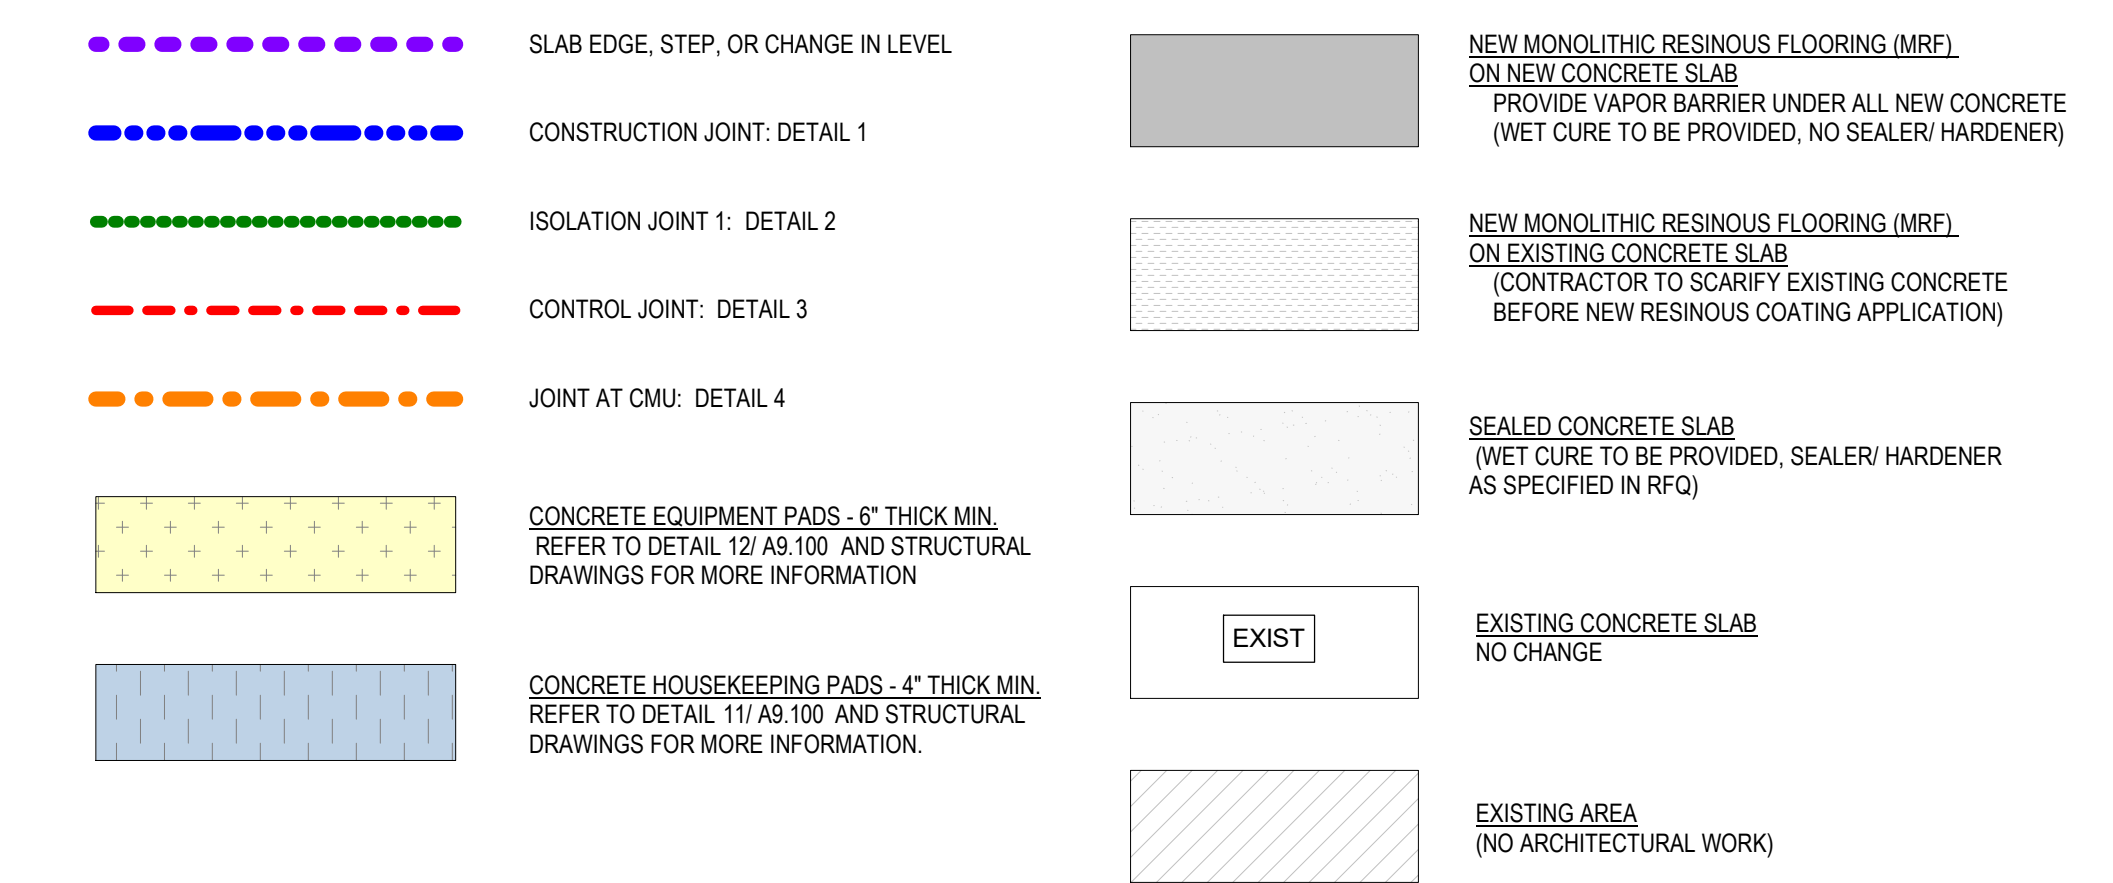 SLAB EDGE, STEP, OR CHANGE IN LEVEL
CONSTRUCTION JOINT: DETAIL 1
ISOLATION JOINT 1: DETAIL 2
CONTROL JOINT: DETAIL 3
JOINT AT CMU: DETAIL 4
CONCRETE EQUIPMENT PADS - 6" THICK MIN.
REFER TO DETAIL 12/ A9.100 AND STRUCTURAL
DRAWINGS FOR MORE INFORMATION
CONCRETE HOUSEKEEPING PADS - 4" THICK MIN.
REFER TO DETAIL 11/ A9.100 AND STRUCTURAL
DRAWINGS FOR MORE INFORMATION.
NEW MONOLITHIC RESINOUS FLOORING (MRF)
ON NEW CONCRETE SLAB
PROVIDE VAPOR BARRIER UNDER ALL NEW CONCRETE
(WET CURE TO BE PROVIDED, NO SEALER/ HARDENER)
NEW MONOLITHIC RESINOUS FLOORING (MRF)
ON EXISTING CONCRETE SLAB
(CONTRACTOR TO SCARIFY EXISTING CONCRETE
BEFORE NEW RESINOUS COATING APPLICATION)
SEALED CONCRETE SLAB
(WET CURE TO BE PROVIDED, SEALER/ HARDENER
AS SPECIFIED IN RFQ)
EXIST
EXISTING CONCRETE SLAB
NO CHANGE
EXISTING AREA
(NO ARCHITECTURAL WORK)